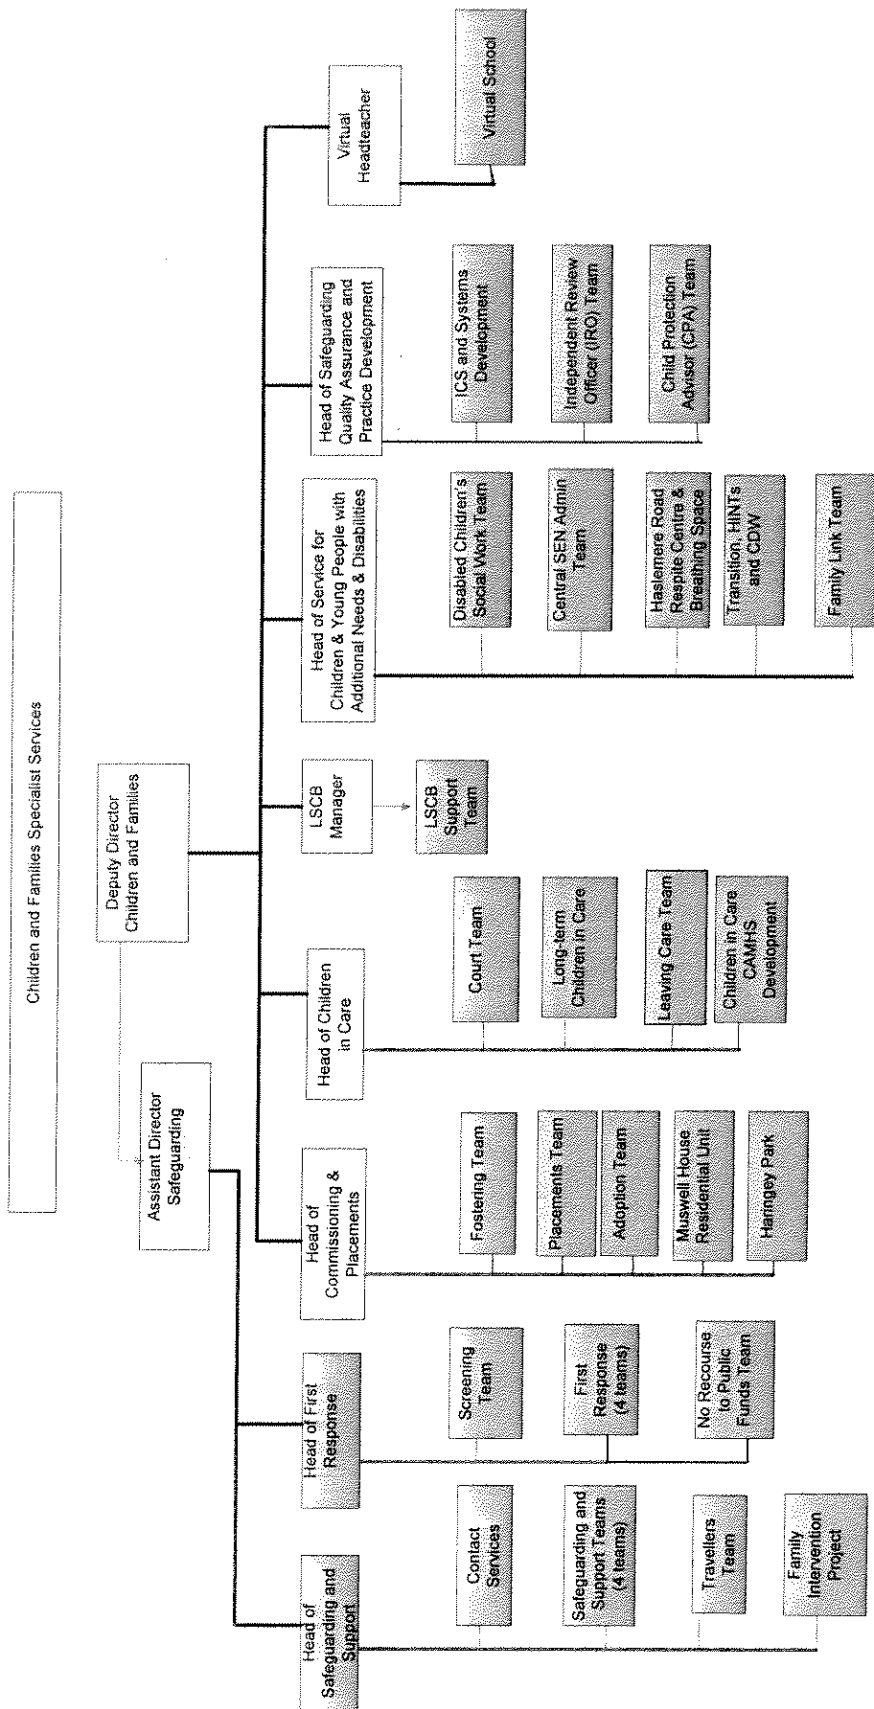 Children and Families Specialist Services
Deputy Director
Children and Families
Assistant Director
Safeguarding
Head of
Safeguarding and
Support
Contact
Services
Safeguarding and
Support Teams
(4 teams)
Travellers
Team
Family
Intervention
Project
Head of First
Response
Screening
Team
First
Response
(4 teams)
No Recourse
to Public
Funds Team
Head of
Commissioning &
Placements
Fostering Team
Placements Team
Adoption Team
Muswell House
Residential Unit
Haringey Park
Head of Children
in Care
Court Team
Long-term
Children in Care
Leaving Care Team
Children in Care
CAMHS
Development
LSCB
Manager
LSCB
Support
Team
Head of Service for
Children & Young People with
Additional Needs & Disabilities
Disabled Children's
Social Work Team
Central SEN Admin
Team
Haslemere Road
Respite Centre &
Breathing Space
Transition, HINTs
and CDW
Family Link Team
Head of Safeguarding
Quality Assurance and
Practice Development
ICS and Systems
Development
Independent Review
Officer (IRO) Team
Child Protection
Advisor (CPA) Team
Virtual
Headteacher
Virtual School